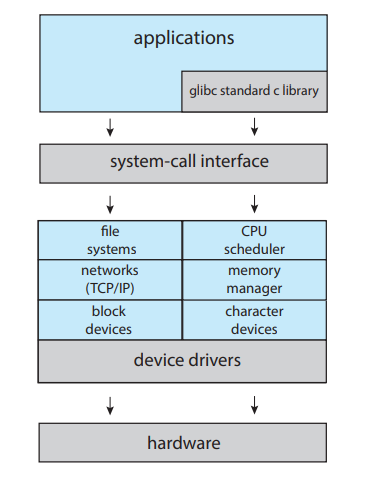 applications
glibc standard c library
system-call interface
file
systems
CPU
scheduler
networks
(TCP/IP)
memory
manager
block
devices
character
devices
device drivers
hardware